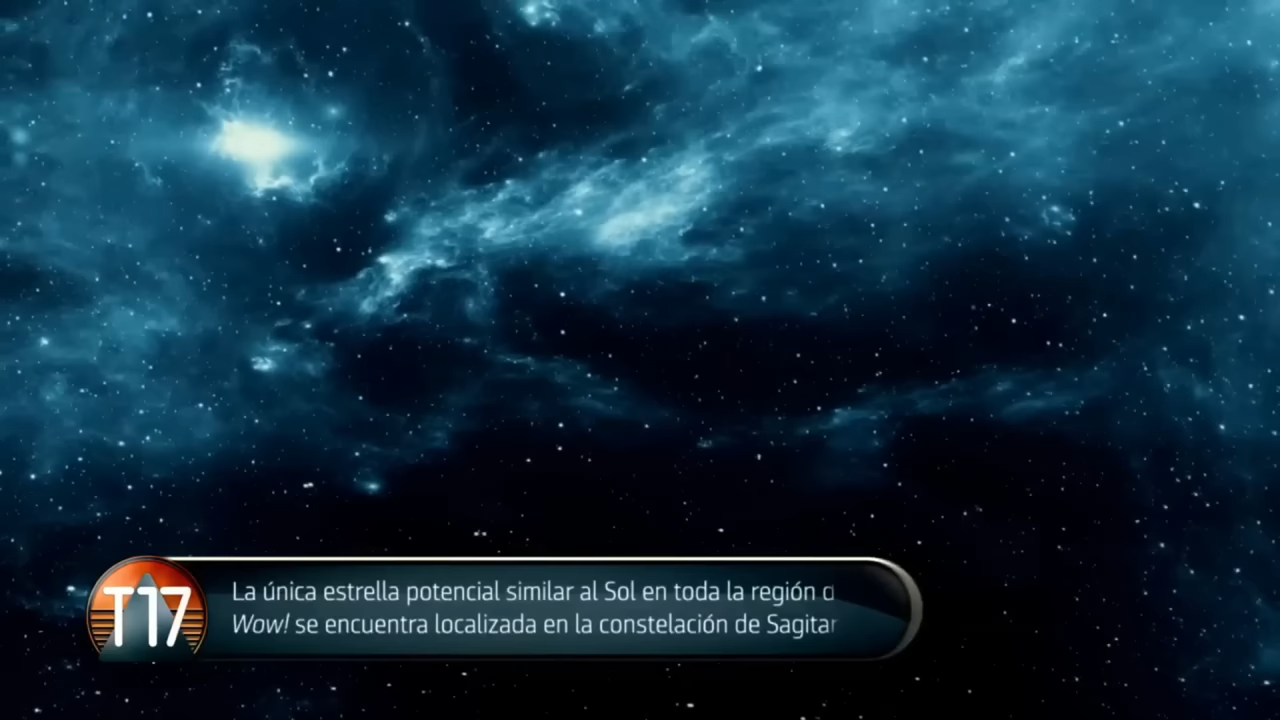 T17
La única estrella potencial similar al Sol en toda la región
Wow! se encuentra localizada en la constelación de Sagitar